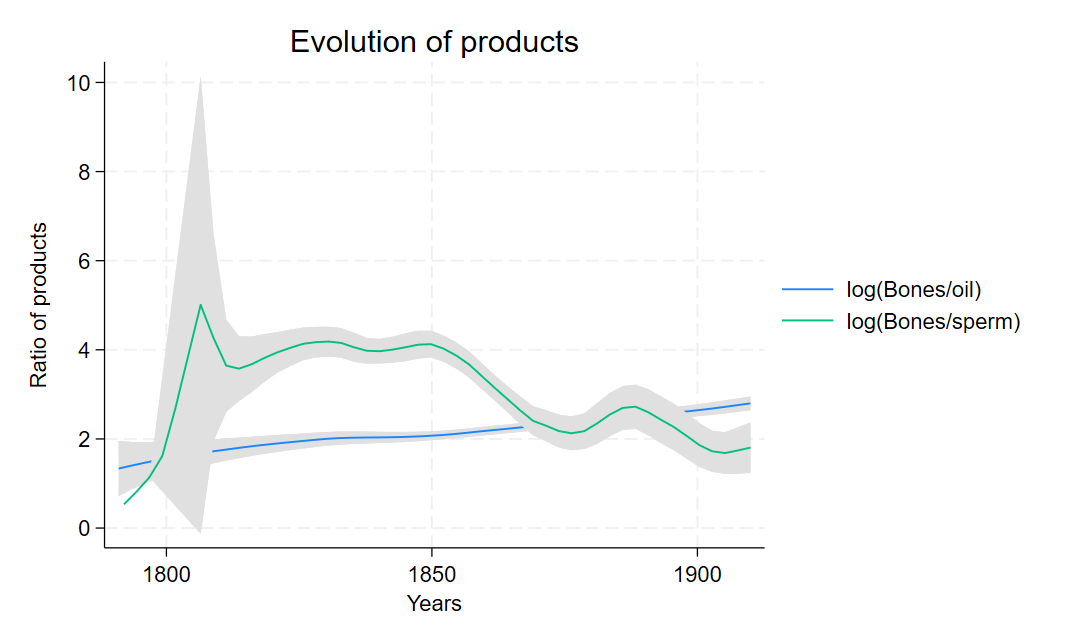 Evolution of products
Ratio of products
10
8
6
4
2
0
1800
1850
1900
Years
log(Bones/oil)
log(Bones/sperm)